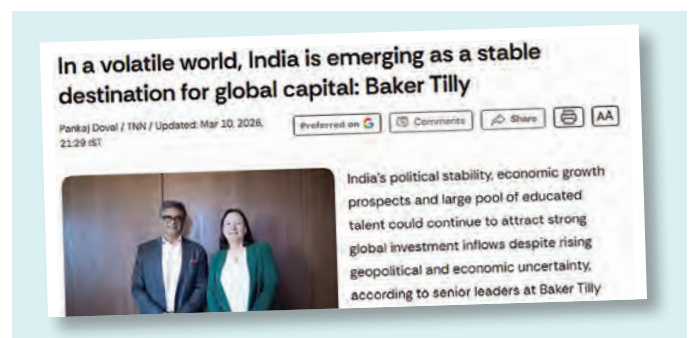 In a volatile world, India is emerging as a stable
destination for global capital: Baker Tilly
Pankaj Doval / TNN / Updated: Mar 10, 2026,
21:29 IST
Preferred on G
Comments
Share
AA
India's political stability, economic growth
prospects and large pool of educated
talent could continue to attract strong
global investment inflows despite rising
geopolitical and economic uncertainty,
according to senior leaders at Baker Tilly